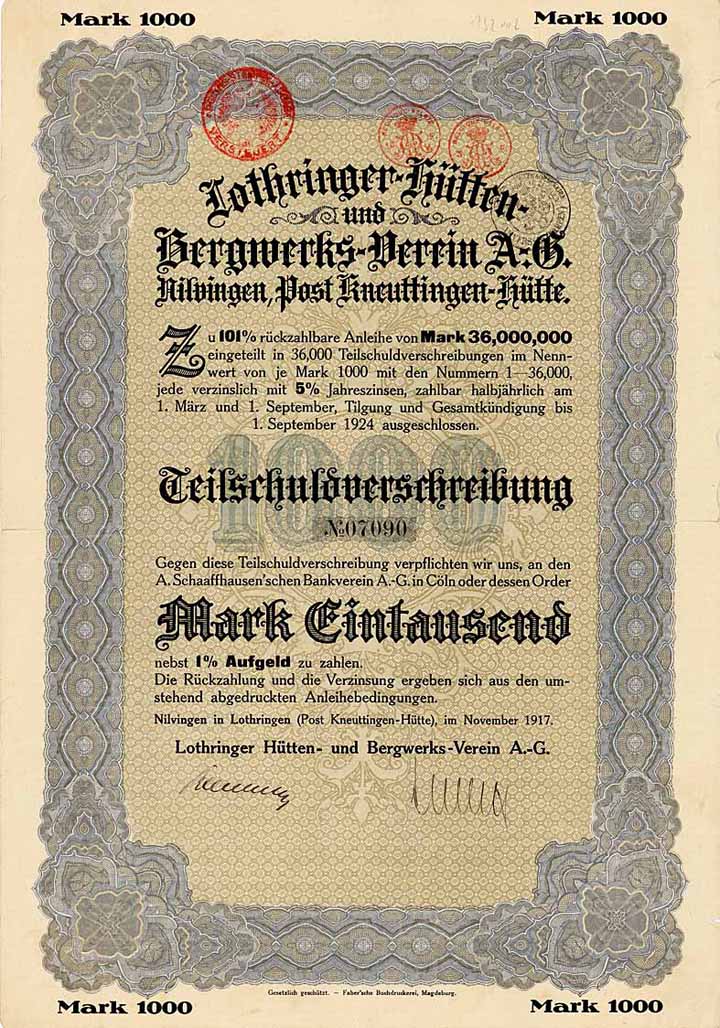 Mark 1000 Mark 1000
VERSTEUERT
Lothringer-Hütten-
und
Bergwerks-Verein A.-G.
Nilvingen, Post Kneuttingen-Hütte.
Zu 101% rückzahlbare Anleihe von Mark 36,000,000
eingeteilt in 36,000 Teilschuldverschreibungen im Nenn-
wert von je Mark 1000 mit den Nummern 1—36,000,
jede verzinslich mit 5% Jahreszinsen, zahlbar halbjährlich am
1. März und 1. September, Tilgung und Gesamtkündigung bis
1. September 1924 ausgeschlossen.
1000
Teilschuldverschreibung
№07090
Gegen diese Teilschuldverschreibung verpflichten wir uns, an den
A. Schaaffhausen'schen Bankverein A.-G. in Cöln oder dessen Order
Mark Eintausend
nebst 1% Aufgeld zu zahlen.
Die Rückzahlung und die Verzinsung ergeben sich aus den um-
stehend abgedruckten Anleihebedingungen.
Nilvingen in Lothringen (Post Kneuttingen-Hütte), im November 1917.
Lothringer Hütten- und Bergwerks-Verein A.-G.
Gesetzlich geschützt. — Faber'sche Buchdruckerei, Magdeburg.
Mark 1000 Mark 1000